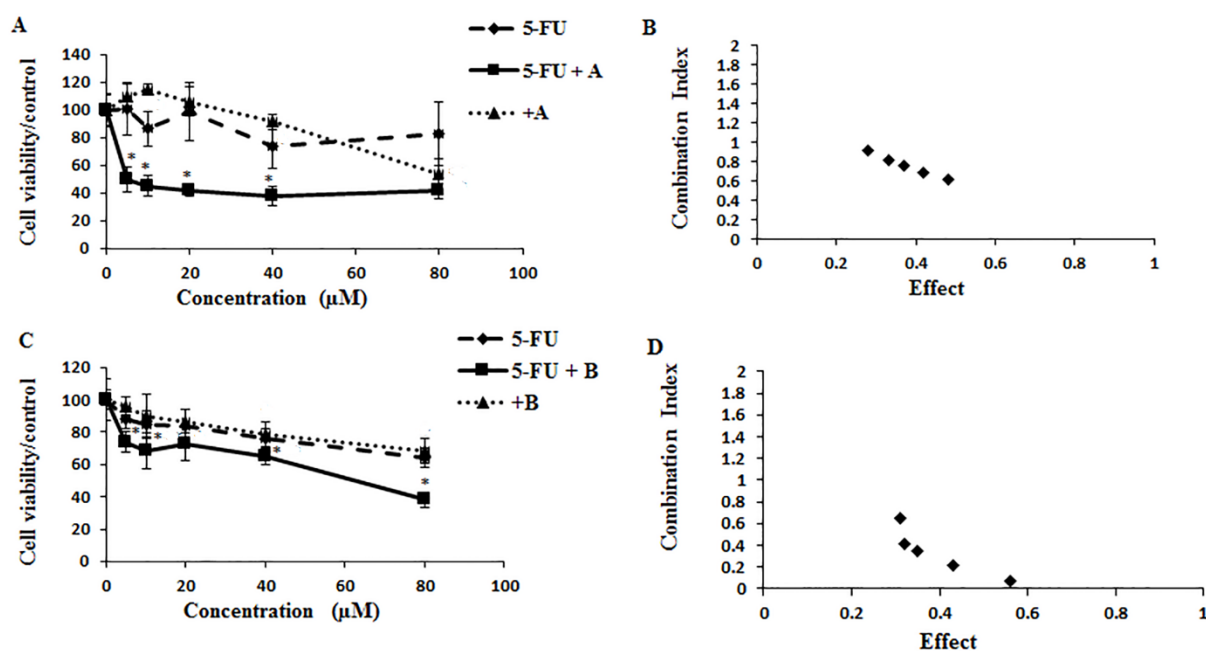 A
5-FU
5-FU + A
+A
Cell viability/control
140
120
100
80
60
40
20
0
* * * *
0 20 40 60 80 100
Concentration (µM)
B
Combination Index
2
1.8
1.6
1.4
1.2
1
0.8
0.6
0.4
0.2
0
0 0.2 0.4 0.6 0.8 1
Effect
C
5-FU
5-FU + B
+B
Cell viability/control
120
100
80
60
40
20
0
* * * *
0 20 40 60 80 100
Concentration (µM)
D
Combination Index
2
1.8
1.6
1.4
1.2
1
0.8
0.6
0.4
0.2
0
0 0.2 0.4 0.6 0.8 1
Effect